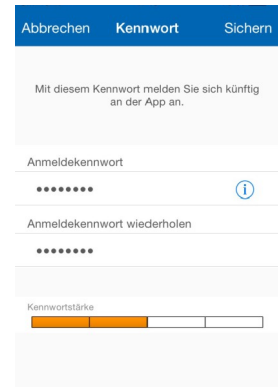 Abbrechen Kennwort Sichern
Mit diesem Kennwort melden Sie sich künftig
an der App an.
Anmeldekennwort
••••••••
Anmeldekennwort wiederholen
••••••••
Kennwortstärke